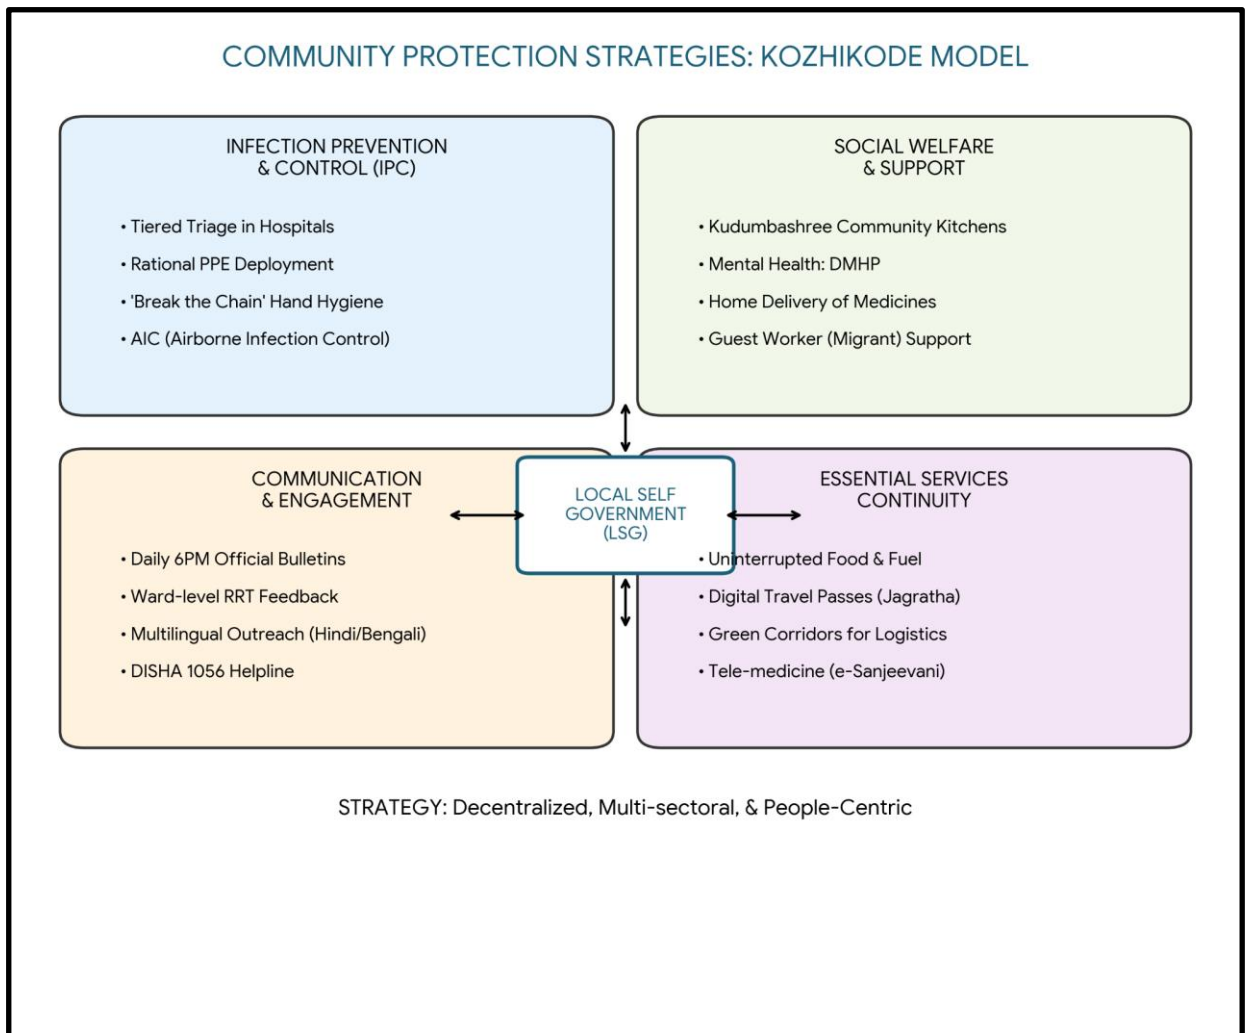 COMMUNITY PROTECTION STRATEGIES: KOZHIKODE MODEL
INFECTION PREVENTION
& CONTROL (IPC)
• Tiered Triage in Hospitals
• Rational PPE Deployment
• 'Break the Chain' Hand Hygiene
• AIC (Airborne Infection Control)
SOCIAL WELFARE
& SUPPORT
• Kudumbashree Community Kitchens
• Mental Health: DMHP
• Home Delivery of Medicines
• Guest Worker (Migrant) Support
COMMUNICATION
& ENGAGEMENT
• Daily 6PM Official Bulletins
• Ward-level RRT Feedback
• Multilingual Outreach (Hindi/Bengali)
• DISHA 1056 Helpline
LOCAL SELF
GOVERNMENT
(LSG)
ESSENTIAL SERVICES
CONTINUITY
• Uninterrupted Food & Fuel
• Digital Travel Passes (Jagratha)
• Green Corridors for Logistics
• Tele-medicine (e-Sanjeevani)
STRATEGY: Decentralized, Multi-sectoral, & People-Centric